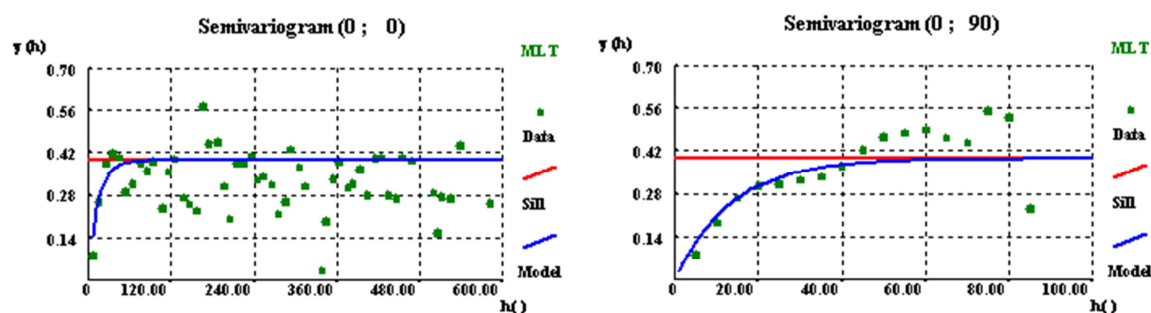 Semivariogram (0 ; 0)
γ (h)
MLT
0.70
0.56
0.42
0.28
0.14
Data
Sill
Model
0 120.00 240.00 360.00 480.00 600.00
h()
Semivariogram (0 ; 90)
γ (h)
MLT
0.70
0.56
0.42
0.28
0.14
Data
Sill
Model
0 20.00 40.00 60.00 80.00 100.00
h()